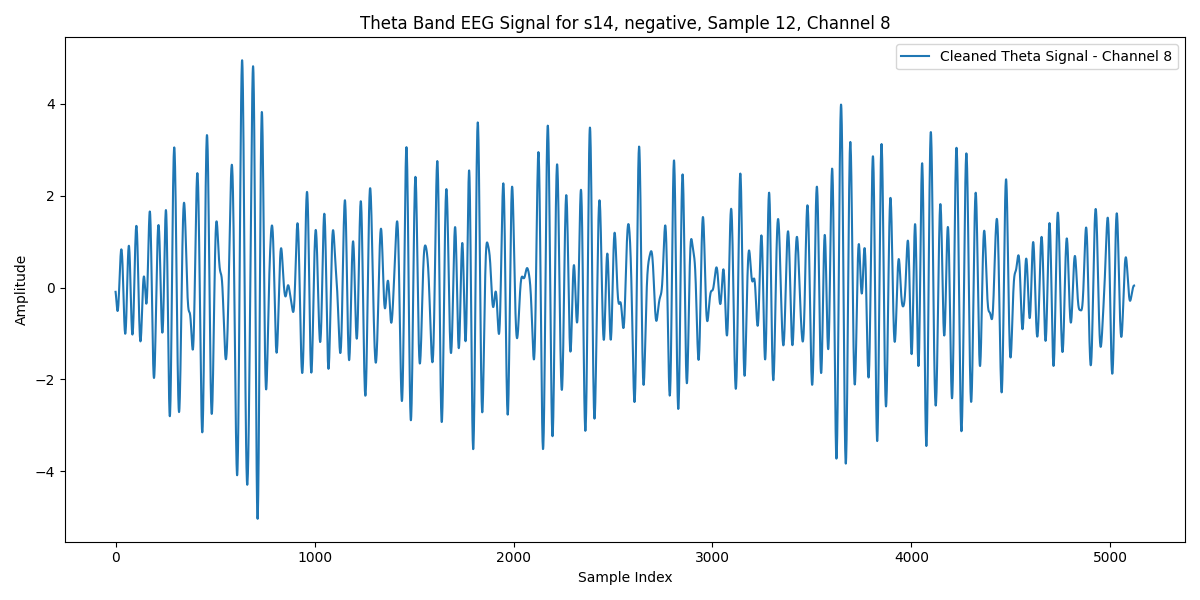 Theta Band EEG Signal for s14, negative, Sample 12, Channel 8
Cleaned Theta Signal - Channel 8
Amplitude
4
2
0
−2
−4
0 1000 2000 3000 4000 5000
Sample Index